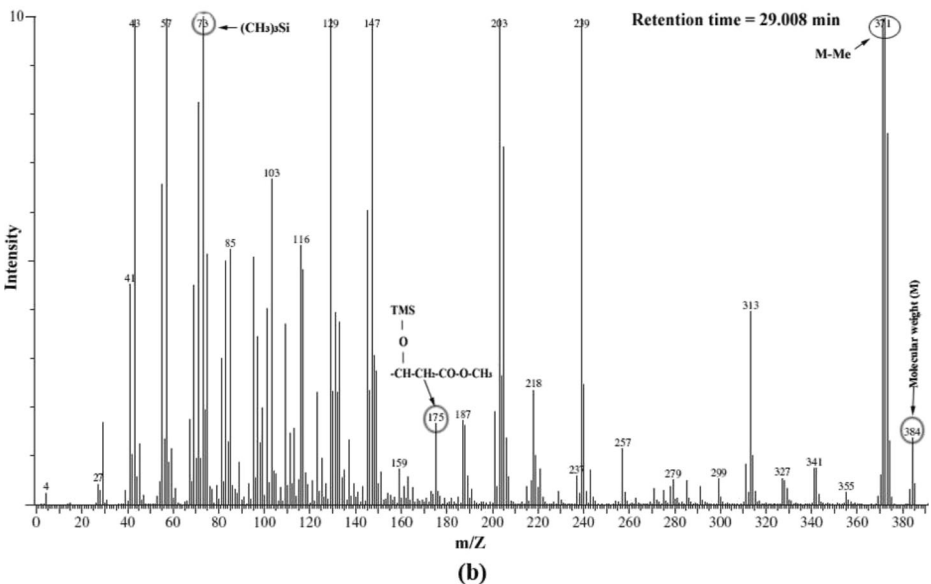 10
43
57
73
(CH₃)₃Si
129
147
203
239
Retention time = 29.008 min
371
M-Me
103
116
85
41
TMS
O
-CH-CH₂-CO-O-CH₃
313
Molecular weight (M)
218
175
187
384
257
159
237
279
299
327
341
355
27
4
Intensity
0 20 40 60 80 100 120 140 160 180 200 220 240 260 280 300 320 340 360 380
m/Z
(b)